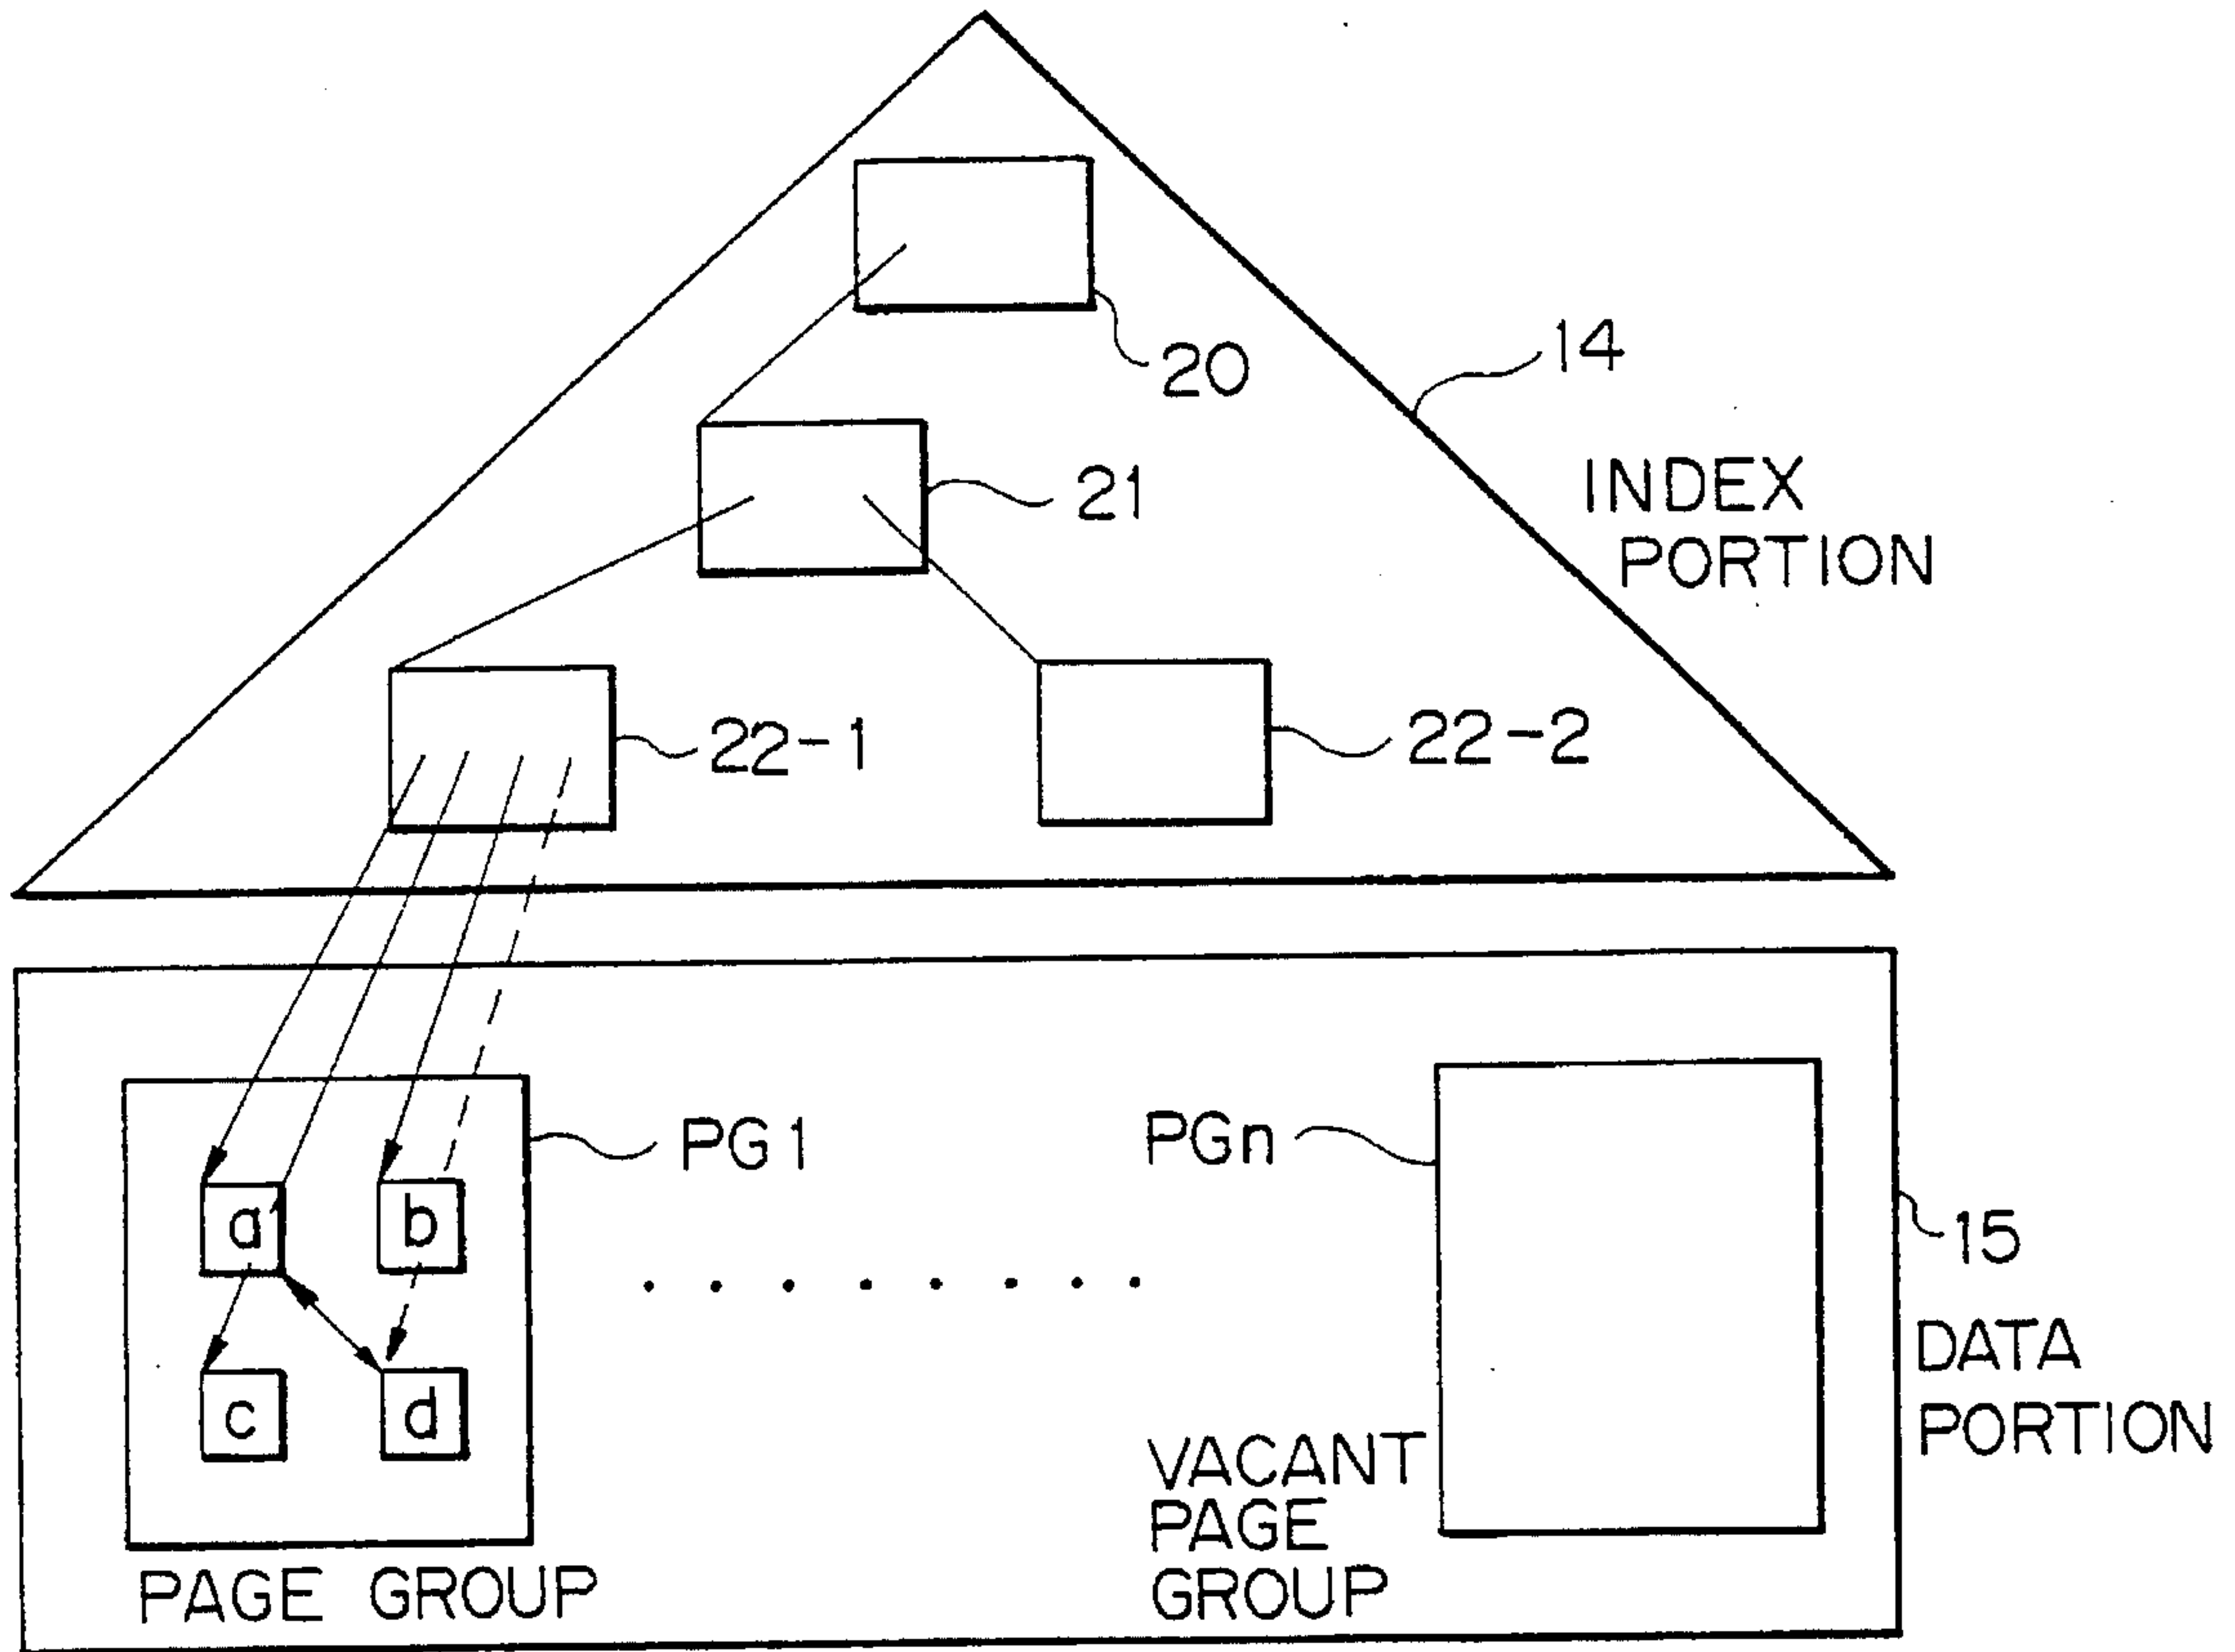 20
14
INDEX
PORTION
21
22-1
22-2
PG1
PGn
a
b
15
c
d
DATA
PORTION
VACANT
PAGE
GROUP
PAGE GROUP